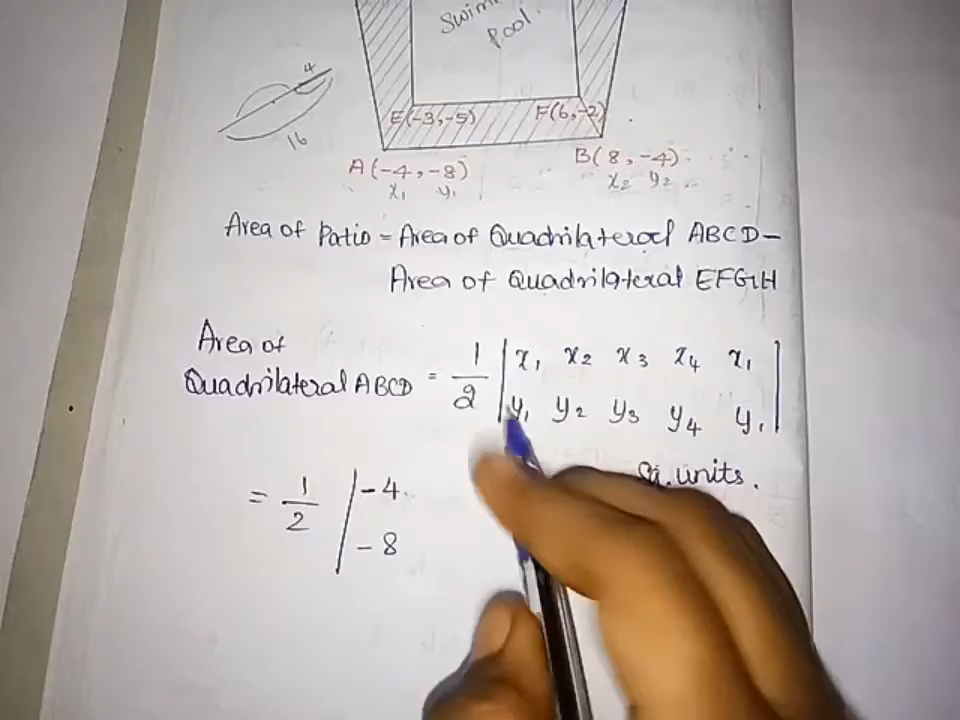 Swim
Pool.
4
16
E(-3,-5) F(6,-2)
A(-4,-8) B(8,-4)
x₁ y₁ x₂ y₂
Area of Patio = Area of Quadrilateral ABCD -
Area of Quadrilateral EFGH
Area of
Quadrilateral ABCD = 1/2 | x₁ x₂ x₃ x₄ x₁
y₁ y₂ y₃ y₄ y₁ |
Sq. units.
= 1/2 | -4
-8